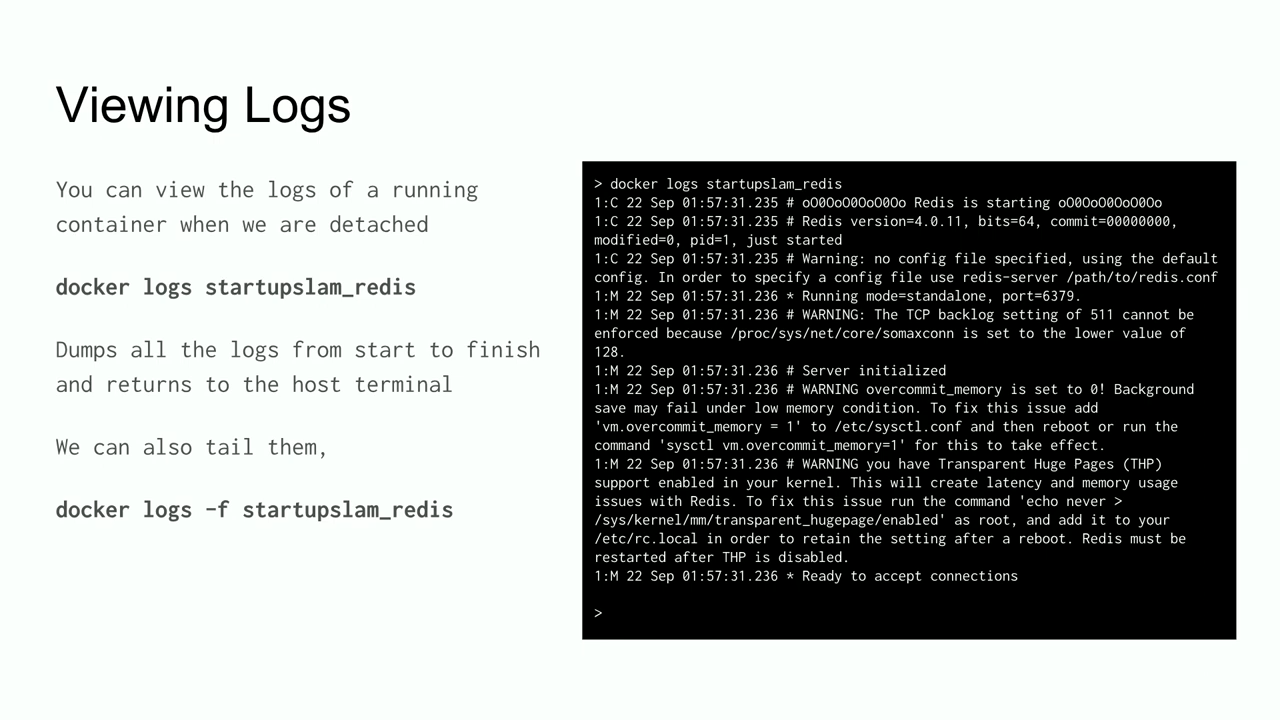 Viewing Logs
You can view the logs of a running
container when we are detached
docker logs startupslam_redis
Dumps all the logs from start to finish
and returns to the host terminal
We can also tail them,
docker logs -f startupslam_redis
> docker logs startupslam_redis
1:C 22 Sep 01:57:31.235 # oO0OoO0OoO0Oo Redis is starting oO0OoO0OoO0Oo
1:C 22 Sep 01:57:31.235 # Redis version=4.0.11, bits=64, commit=00000000,
modified=0, pid=1, just started
1:C 22 Sep 01:57:31.235 # Warning: no config file specified, using the default
config. In order to specify a config file use redis-server /path/to/redis.conf
1:M 22 Sep 01:57:31.236 * Running mode=standalone, port=6379.
1:M 22 Sep 01:57:31.236 # WARNING: The TCP backlog setting of 511 cannot be
enforced because /proc/sys/net/core/somaxconn is set to the lower value of
128.
1:M 22 Sep 01:57:31.236 # Server initialized
1:M 22 Sep 01:57:31.236 # WARNING overcommit_memory is set to 0! Background
save may fail under low memory condition. To fix this issue add
'vm.overcommit_memory = 1' to /etc/sysctl.conf and then reboot or run the
command 'sysctl vm.overcommit_memory=1' for this to take effect.
1:M 22 Sep 01:57:31.236 # WARNING you have Transparent Huge Pages (THP)
support enabled in your kernel. This will create latency and memory usage
issues with Redis. To fix this issue run the command 'echo never >
/sys/kernel/mm/transparent_hugepage/enabled' as root, and add it to your
/etc/rc.local in order to retain the setting after a reboot. Redis must be
restarted after THP is disabled.
1:M 22 Sep 01:57:31.236 * Ready to accept connections
>